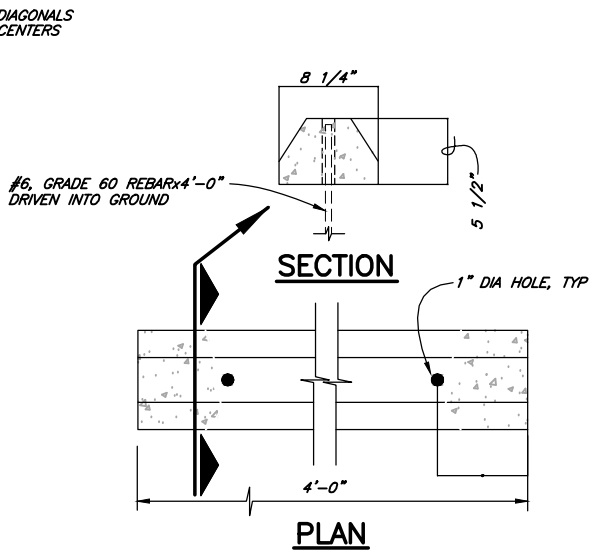 DIAGONALS
CENTERS
8 1/4"
5 1/2"
#6, GRADE 60 REBARx4'-0"
DRIVEN INTO GROUND
SECTION
1" DIA HOLE, TYP
4'-0"
PLAN